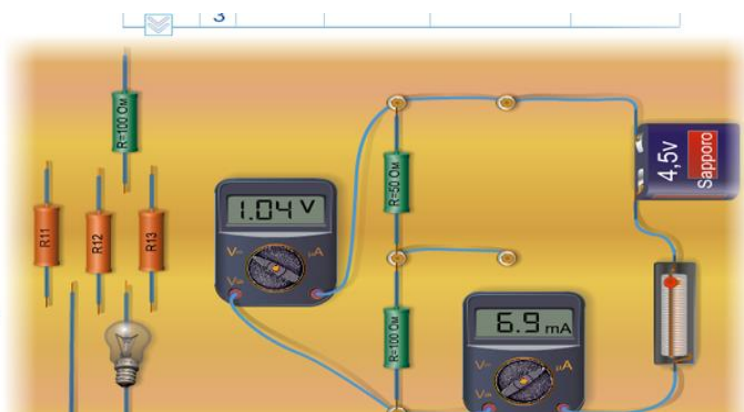 3
R=100 Ом
4,5v
Sapporo
R=50 Ом
1.04 V
V
μA
R11
R12
R13
6.9 mA
R=100 Ом
V
μA